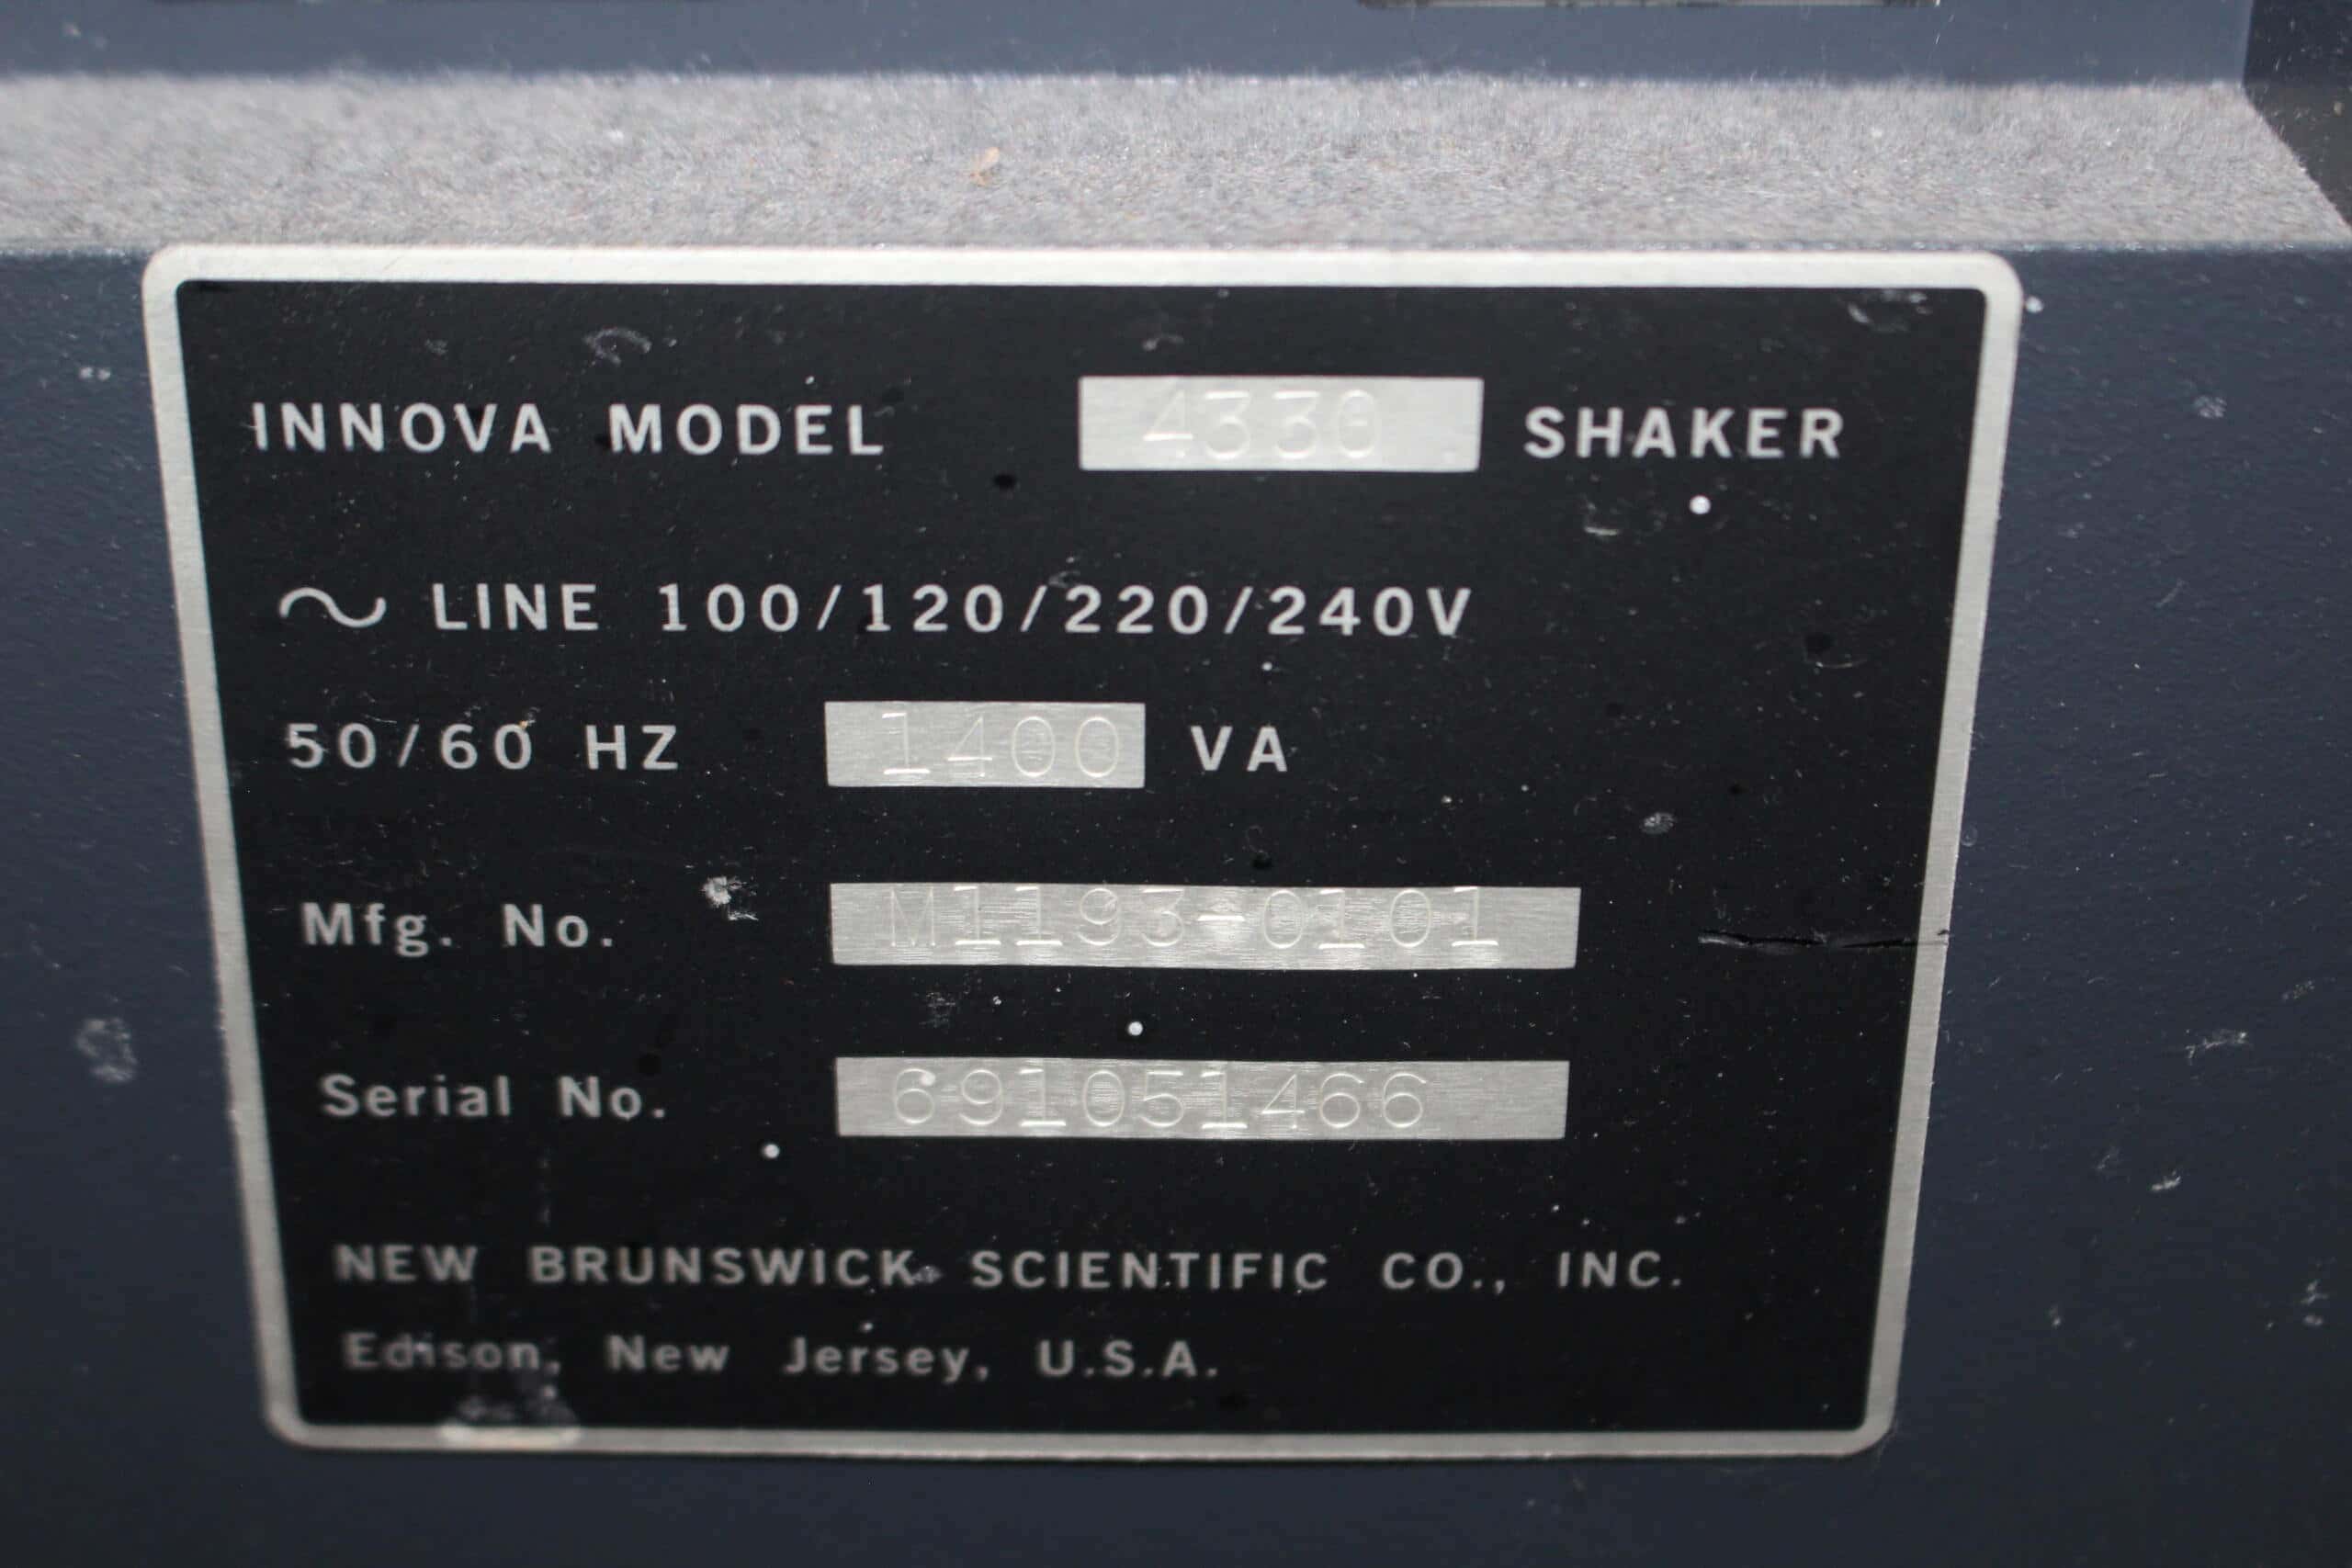 INNOVA MODEL 4330 SHAKER
~ LINE 100/120/220/240V
50/60 HZ 1400 VA
Mfg. No. M1193-0101
Serial No. 691051466
NEW BRUNSWICK SCIENTIFIC CO., INC.
Edison, New Jersey, U.S.A.